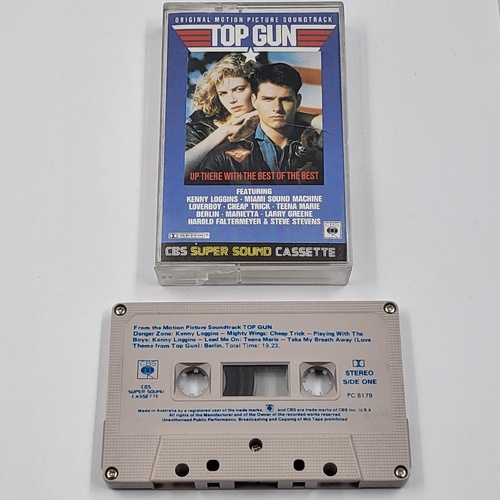 ORIGINAL MOTION PICTURE SOUNDTRACK
TOP GUN
UP THERE WITH THE BEST OF THE BEST
FEATURING
KENNY LOGGINS · MIAMI SOUND MACHINE
LOVERBOY · CHEAP TRICK · TEENA MARIE
BERLIN · MARIETTA · LARRY GREENE
HAROLD FALTERMEYER & STEVE STEVENS
CBS
CBS SUPER SOUND CASSETTE
From the Motion Picture Soundtrack TOP GUN
Danger Zone: Kenny Loggins — Mighty Wings: Cheap Trick — Playing With The
Boys: Kenny Loggins — Lead Me On: Teena Marie — Take My Breath Away (Love
Theme from Top Gun): Berlin. Total Time: 19.23.
CBS
CBS
SUPER SOUND
CASSETTE
STEREO
SIDE ONE
PC 8179
Made in Australia by a registered user of the trade marks. and CBS are trade marks of CBS Inc. U.S.A
All rights of the Manufacturer and of the Owner of the recorded works reserved
Unauthorised Public Performance, Broadcasting and Copying of this Tape prohibited